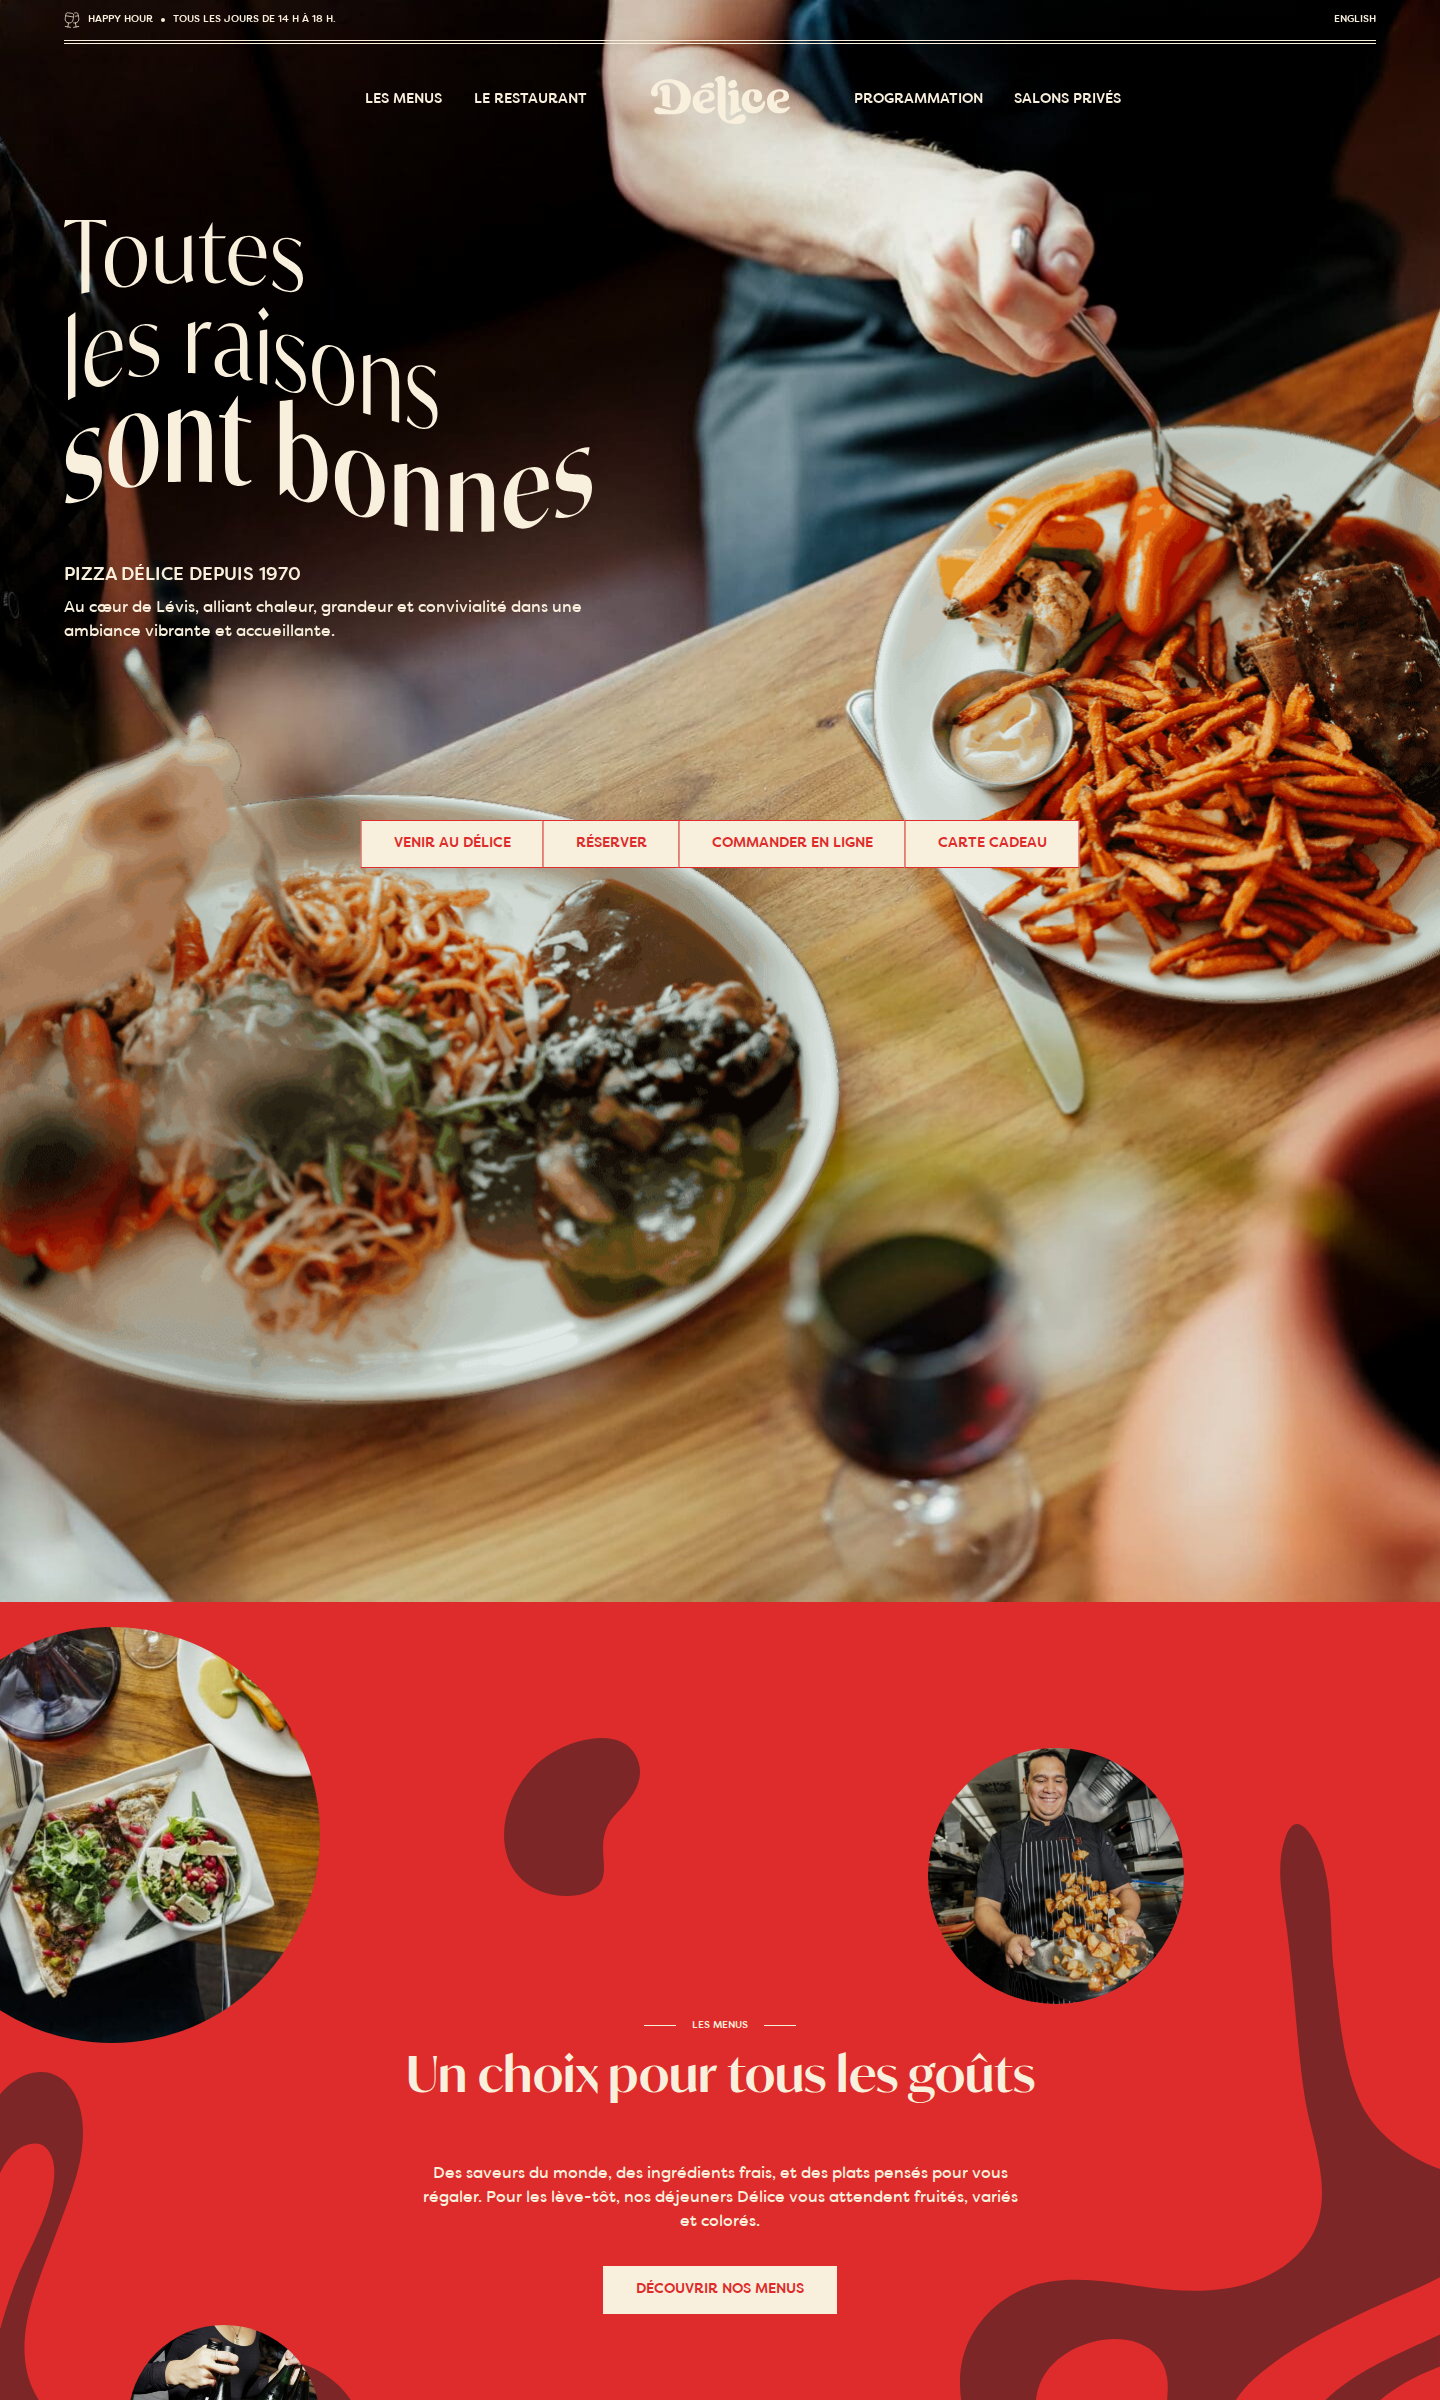 HAPPY HOUR • TOUS LES JOURS DE 14 H À 18 H.
ENGLISH
LES MENUS
LE RESTAURANT
Délice
PROGRAMMATION
SALONS PRIVÉS
Toutes
les raisons
sont bonnes
PIZZA DÉLICE DEPUIS 1970
Au cœur de Lévis, alliant chaleur, grandeur et convivialité dans une
ambiance vibrante et accueillante.
VENIR AU DÉLICE
RÉSERVER
COMMANDER EN LIGNE
CARTE CADEAU
LES MENUS
Un choix pour tous les goûts
Des saveurs du monde, des ingrédients frais, et des plats pensés pour vous
régaler. Pour les lève-tôt, nos déjeuners Délice vous attendent fruités, variés
et colorés.
DÉCOUVRIR NOS MENUS